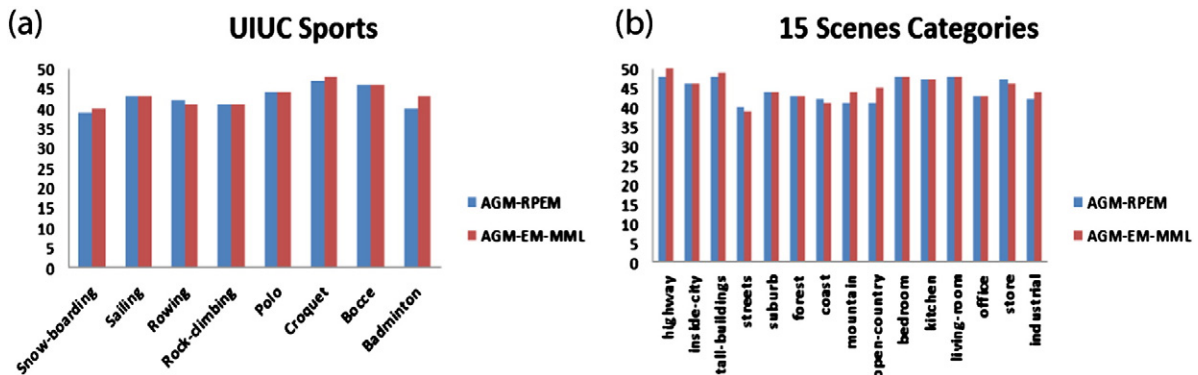 (a)
UIUC Sports
50
45
40
35
30
25
20
15
10
5
0
Snow-boarding
Sailing
Rowing
Rock-climbing
Polo
Croquet
Bocce
Badminton
AGM-RPEM
AGM-EM-MML
(b)
15 Scenes Categories
50
45
40
35
30
25
20
15
10
5
0
highway
inside-city
tall-buildings
streets
suburb
forest
coast
mountain
open-country
bedroom
kitchen
living-room
office
store
industrial
AGM-RPEM
AGM-EM-MML